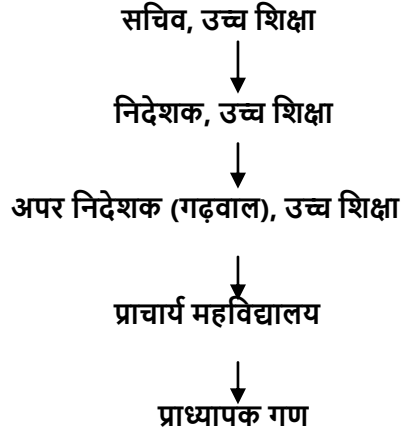 सचिव, उच्च शिक्षा
निदेशक, उच्च शिक्षा
अपर निदेशक (गढ़वाल), उच्च शिक्षा
प्राचार्य महविद्यालय
प्राध्यापक गण